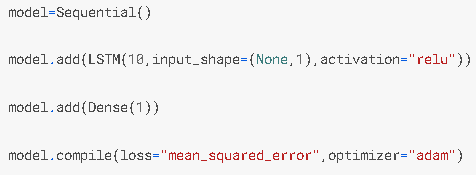 model=Sequential()
model.add(LSTM(10,input_shape=(None,1),activation="relu"))
model.add(Dense(1))
model.compile(loss="mean_squared_error",optimizer="adam")